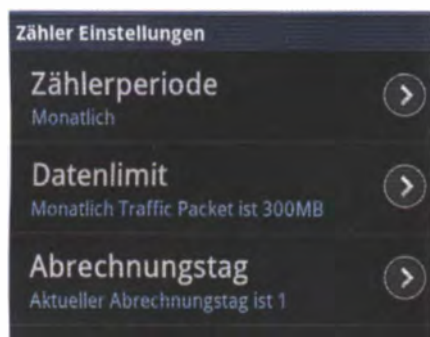 Zähler Einstellungen
Zählerperiode
Monatlich
Datenlimit
Monatlich Traffic Packet ist 300MB
Abrechnungstag
Aktueller Abrechnungstag ist 1